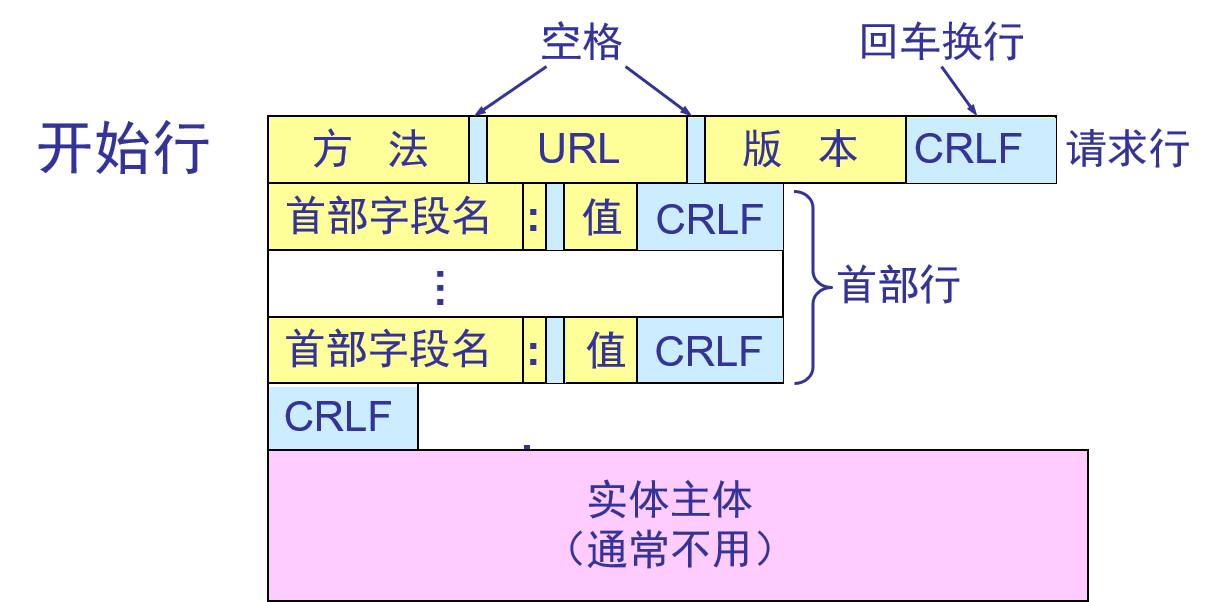 空格 回车换行
开始行 方 法 URL 版 本 CRLF 请求行
首部字段名 : 值 CRLF
⋮ 首部行
首部字段名 : 值 CRLF
CRLF
实体主体
（通常不用）